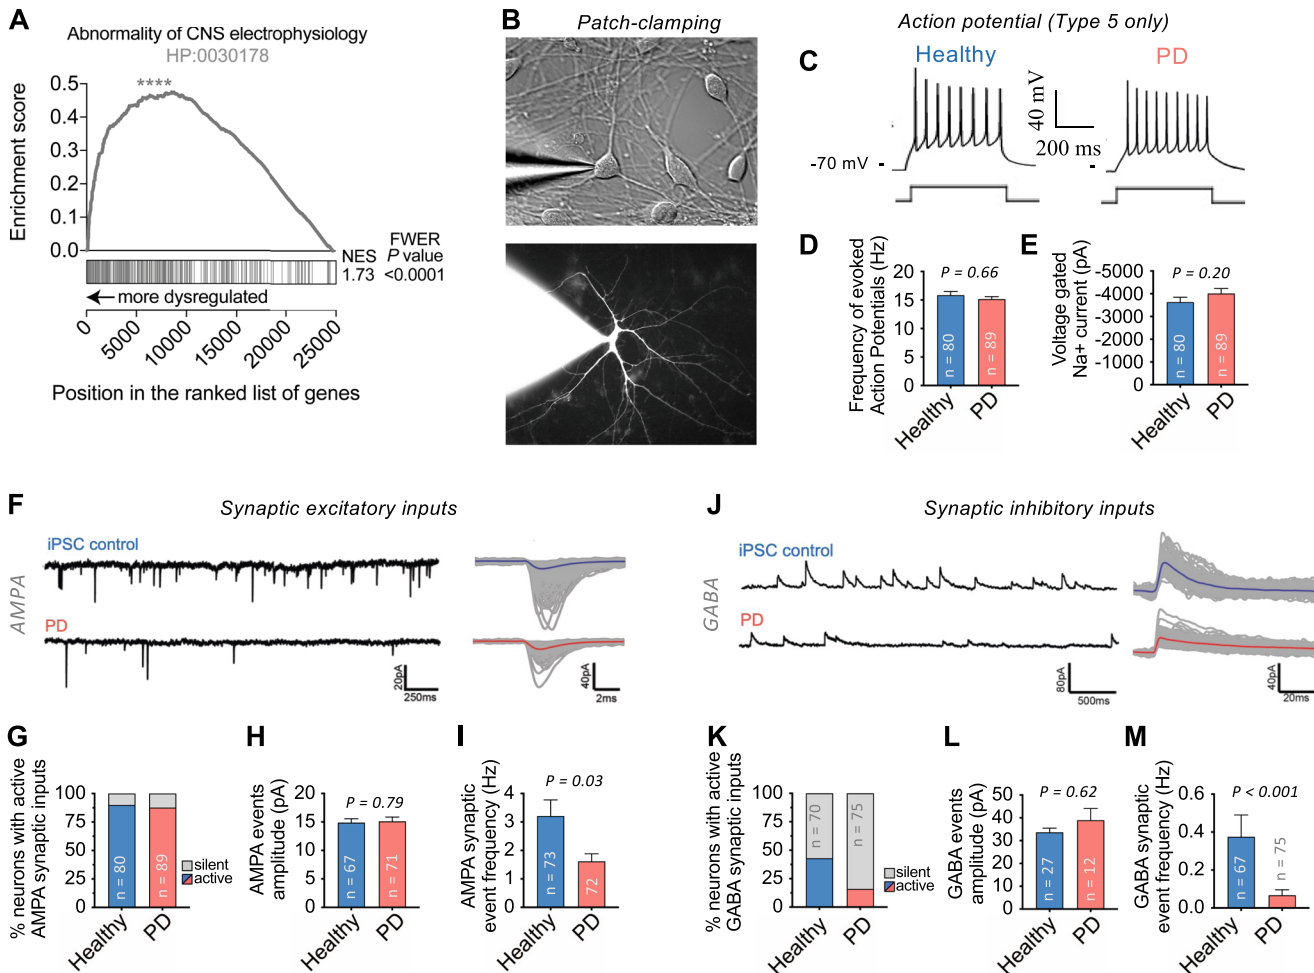 A
Abnormality of CNS electrophysiology
HP:0030178
****
Enrichment score
0.5
0.4
0.3
0.2
0.1
0.0
NES
1.73
FWER
P value
<0.0001
more dysregulated
0
5000
10000
15000
20000
25000
Position in the ranked list of genes
B
Patch-clamping
Action potential (Type 5 only)
C
Healthy
PD
40 mV
200 ms
-70 mV
D
Frequency of evoked
Action Potentials (Hz)
P = 0.66
20
15
10
5
0
n = 80
n = 89
Healthy
PD
E
Voltage gated
Na+ current (pA)
P = 0.20
-5000
-4000
-3000
-2000
-1000
0
n = 80
n = 89
Healthy
PD
F
Synaptic excitatory inputs
AMPA
iPSC control
PD
20pA
250ms
40pA
2ms
J
Synaptic inhibitory inputs
GABA
iPSC control
PD
80pA
500ms
40pA
20ms
G
% neurons with active
AMPA synaptic inputs
100
75
50
25
0
n = 80
n = 89
silent
active
Healthy
PD
H
AMPA events
amplitude (pA)
P = 0.79
20
15
10
5
0
n = 67
n = 71
Healthy
PD
I
AMPA synaptic
event frequency (Hz)
P = 0.03
4
3
2
1
0
n = 73
72
Healthy
PD
K
% neurons with active
GABA synaptic inputs
100
75
50
25
0
n = 70
n = 75
silent
active
Healthy
PD
L
GABA events
amplitude (pA)
P = 0.62
50
40
30
20
10
0
n = 27
n = 12
Healthy
PD
M
GABA synaptic
event frequency (Hz)
P < 0.001
0.6
0.4
0.2
0.0
n = 67
n = 75
Healthy
PD